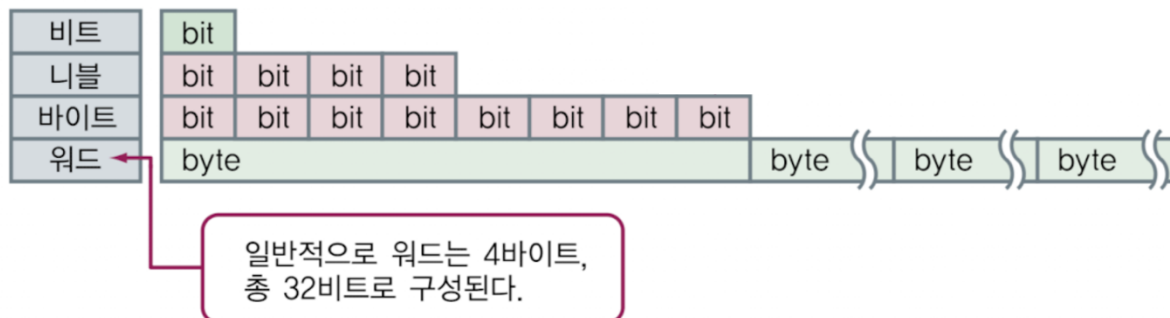 비트 bit
니블 bit bit bit bit
바이트 bit bit bit bit bit bit bit bit
워드 byte byte byte byte
일반적으로 워드는 4바이트,
총 32비트로 구성된다.